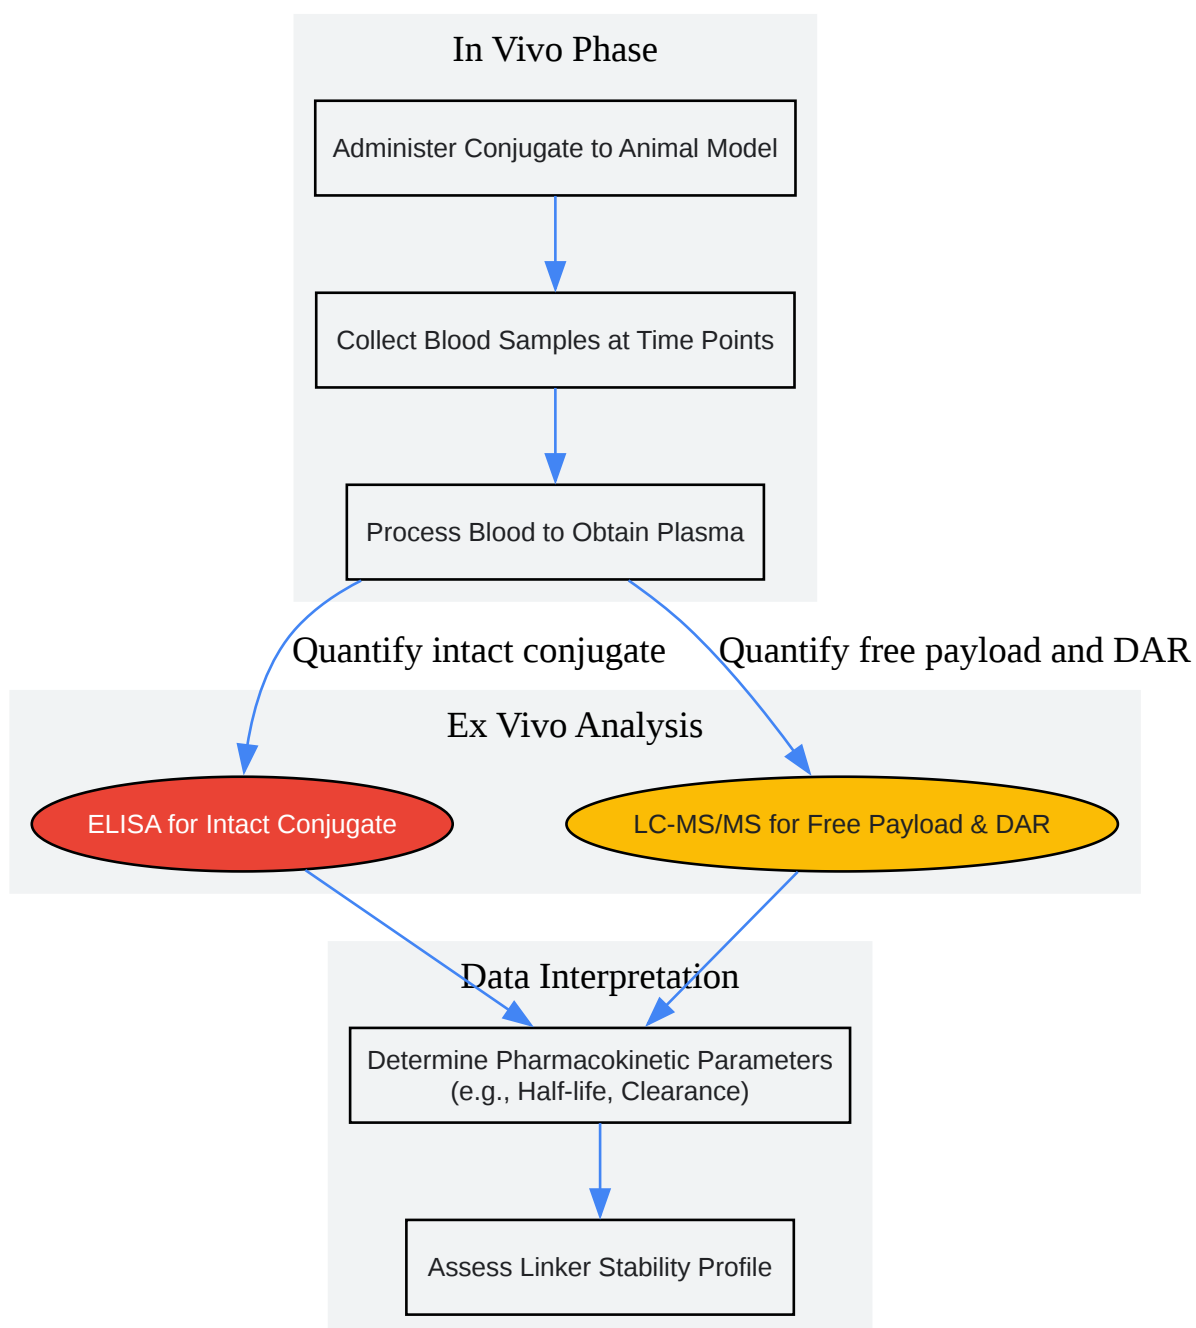 In Vivo Phase
Administer Conjugate to Animal Model
Collect Blood Samples at Time Points
Process Blood to Obtain Plasma
Quantify intact conjugate
Quantify free payload and DAR
Ex Vivo Analysis
ELISA for Intact Conjugate
LC-MS/MS for Free Payload & DAR
Data Interpretation
Determine Pharmacokinetic Parameters
(e.g., Half-life, Clearance)
Assess Linker Stability Profile